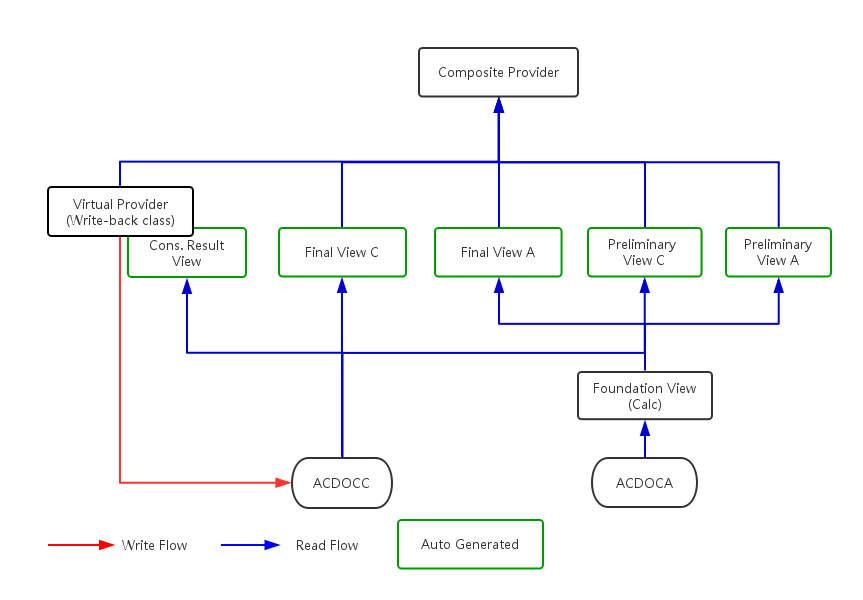 Composite Provider
Virtual Provider
(Write-back class)
Cons. Result
View
Final View C
Final View A
Preliminary
View C
Preliminary
View A
Foundation View
(Calc)
ACDOCC
ACDOCA
Write Flow
Read Flow
Auto Generated